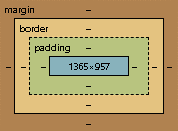 margin
–
border
–
padding
–
– – – 1365×957 – – –
–
–
–